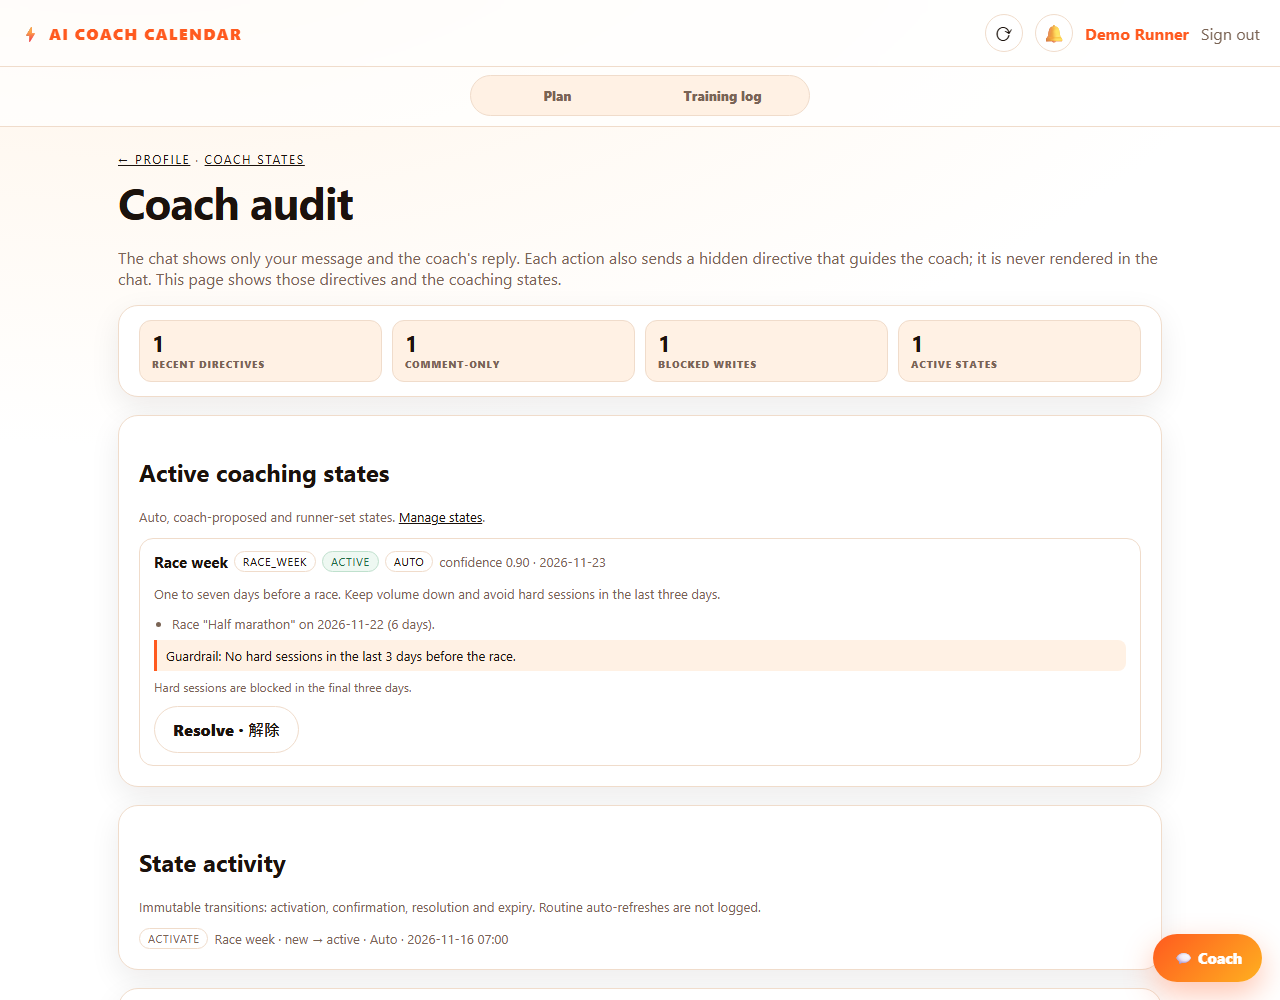 AI COACH CALENDAR
Demo Runner
Sign out
Plan
Training log
← PROFILE · COACH STATES
Coach audit
The chat shows only your message and the coach's reply. Each action also sends a hidden directive that guides the coach; it is never rendered in the
chat. This page shows those directives and the coaching states.
1
RECENT DIRECTIVES
1
COMMENT-ONLY
1
BLOCKED WRITES
1
ACTIVE STATES
Active coaching states
Auto, coach-proposed and runner-set states. Manage states.
Race week RACE_WEEK ACTIVE AUTO confidence 0.90 · 2026-11-23
One to seven days before a race. Keep volume down and avoid hard sessions in the last three days.
• Race "Half marathon" on 2026-11-22 (6 days).
Guardrail: No hard sessions in the last 3 days before the race.
Hard sessions are blocked in the final three days.
Resolve · 解除
State activity
Immutable transitions: activation, confirmation, resolution and expiry. Routine auto-refreshes are not logged.
ACTIVATE Race week · new → active · Auto · 2026-11-16 07:00
Coach